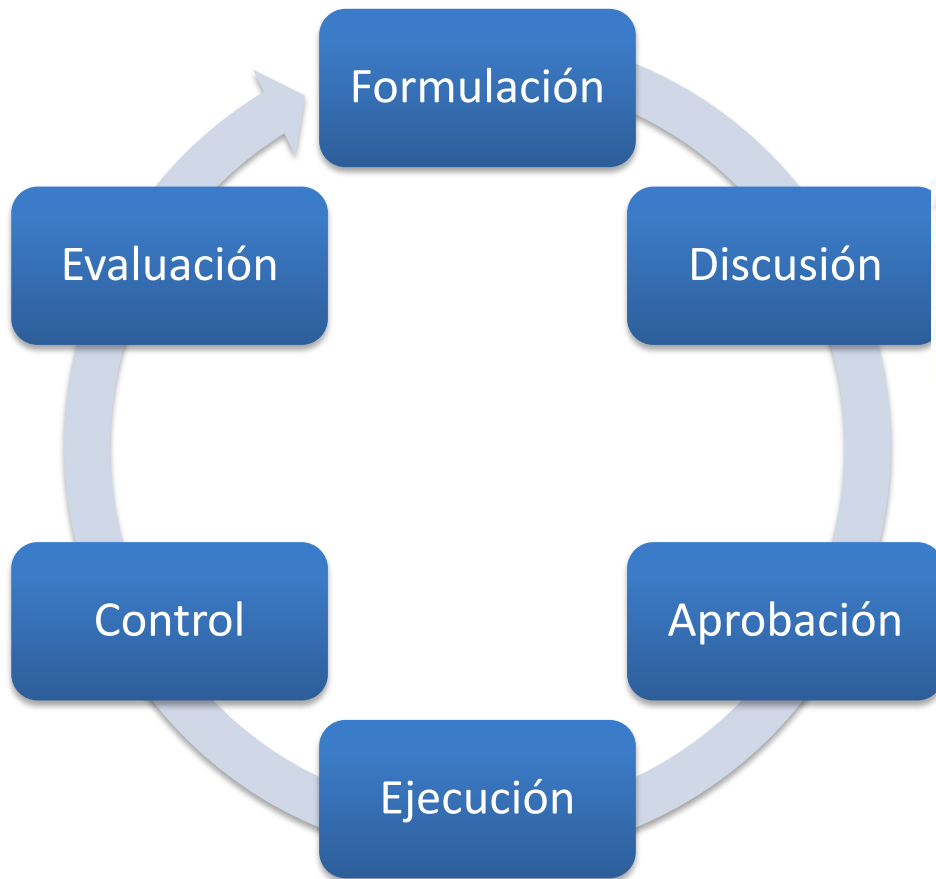 Formulación
Discusión
Aprobación
Ejecución
Control
Evaluación